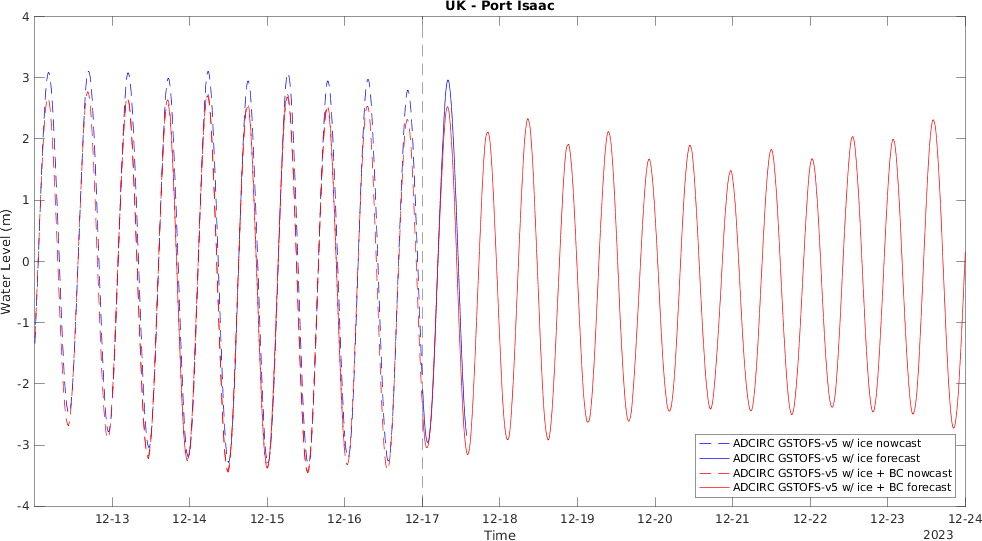 UK - Port Isaac
Water Level (m)
4
3
2
1
0
-1
-2
-3
-4
ADCIRC GSTOFS-v5 w/ ice nowcast
ADCIRC GSTOFS-v5 w/ ice forecast
ADCIRC GSTOFS-v5 w/ ice + BC nowcast
ADCIRC GSTOFS-v5 w/ ice + BC forecast
12-13 12-14 12-15 12-16 12-17 12-18 12-19 12-20 12-21 12-22 12-23 12-24
Time 2023